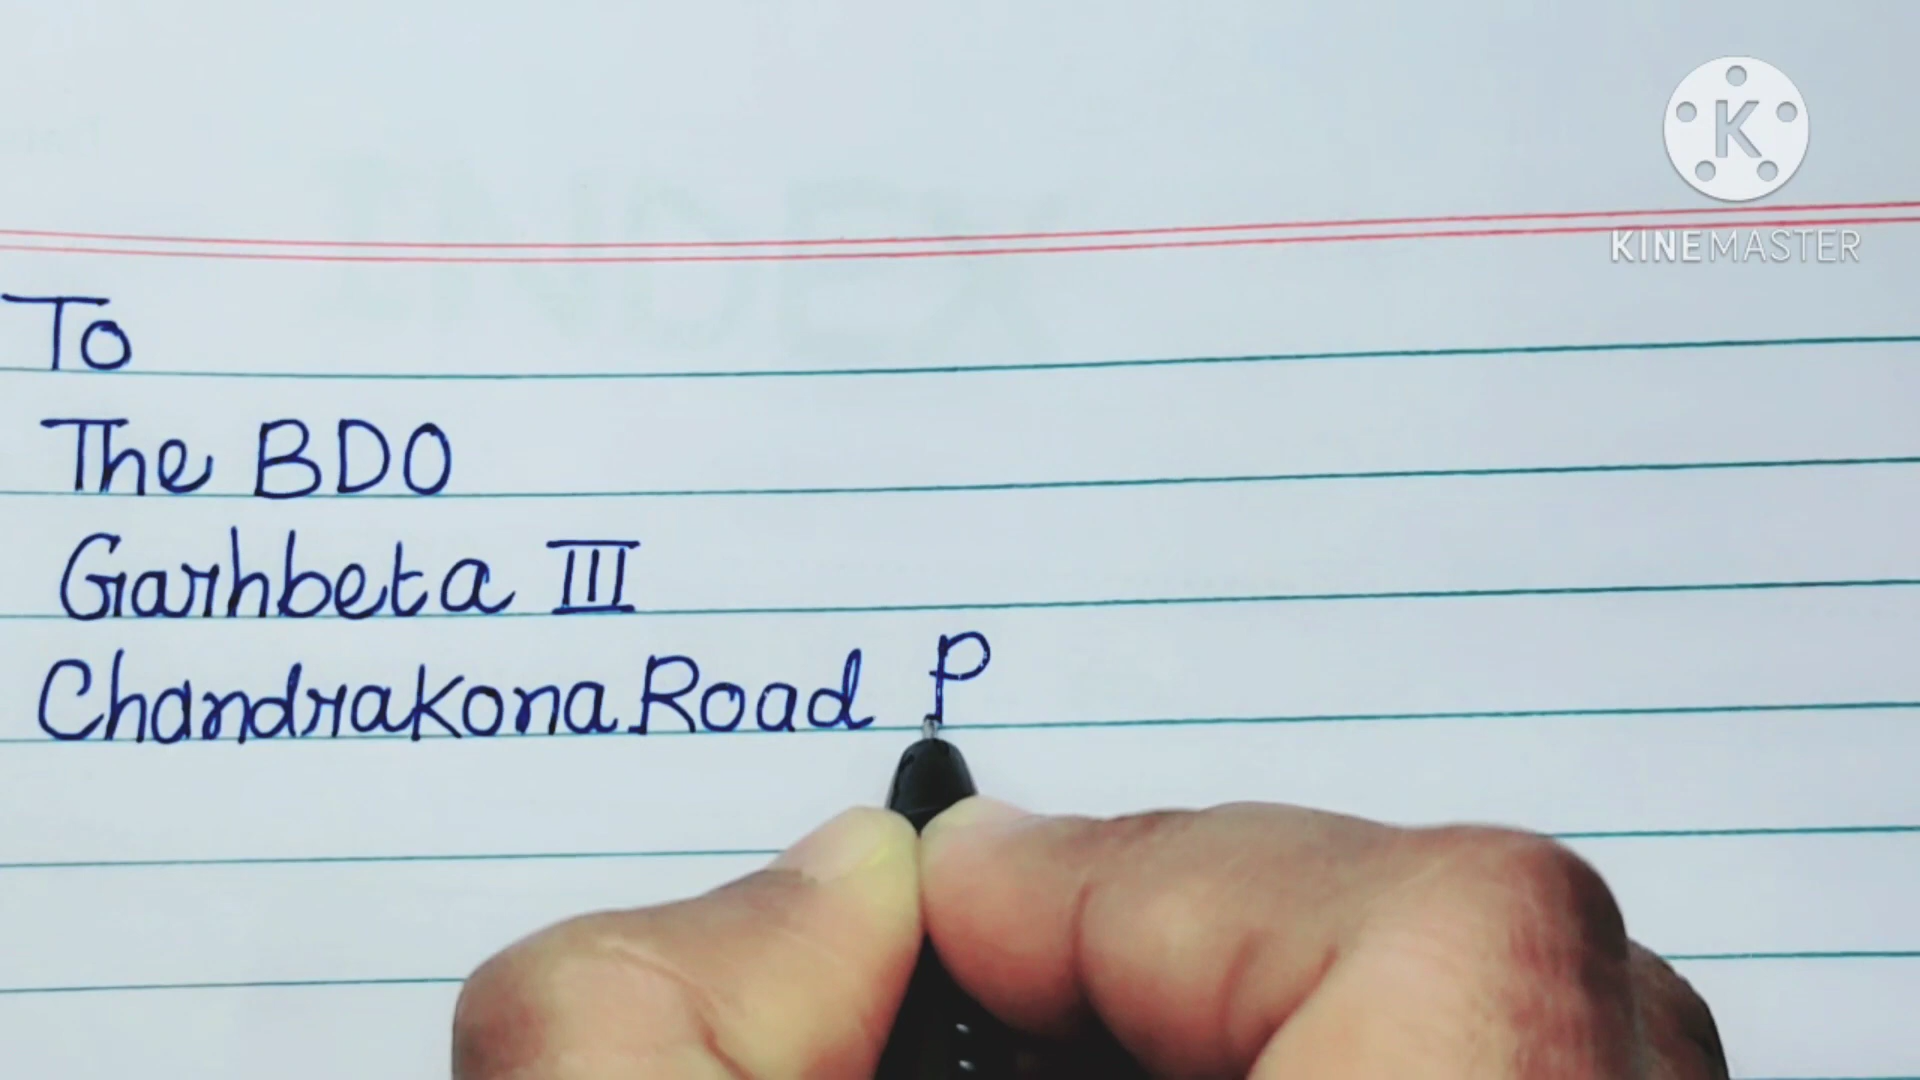 K
KINEMASTER
To
The BDO
Garhbeta III
Chandrakona Road P